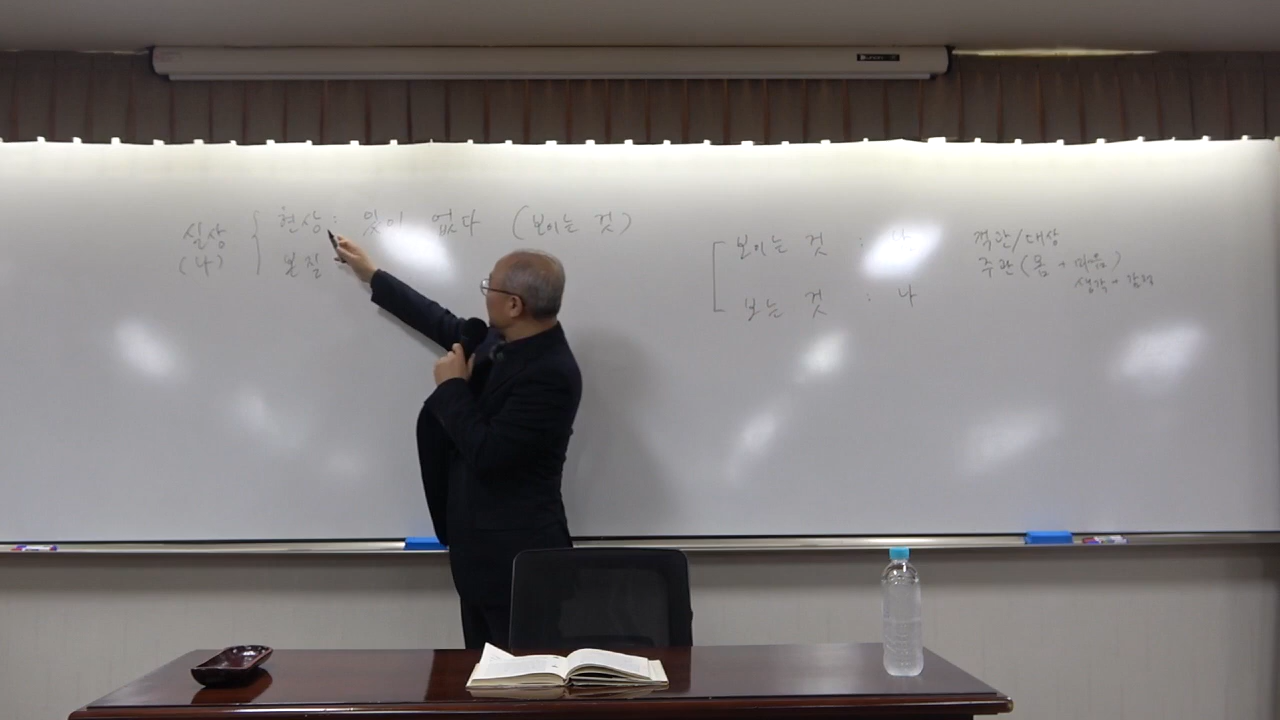 실상 { 현상 : 있이 없다 (보이는 것)
(나) 본질
[ 보이는 것 : 상 객관/대상
주관 (몸 + 마음)
생각 + 감정
보는 것 : 나